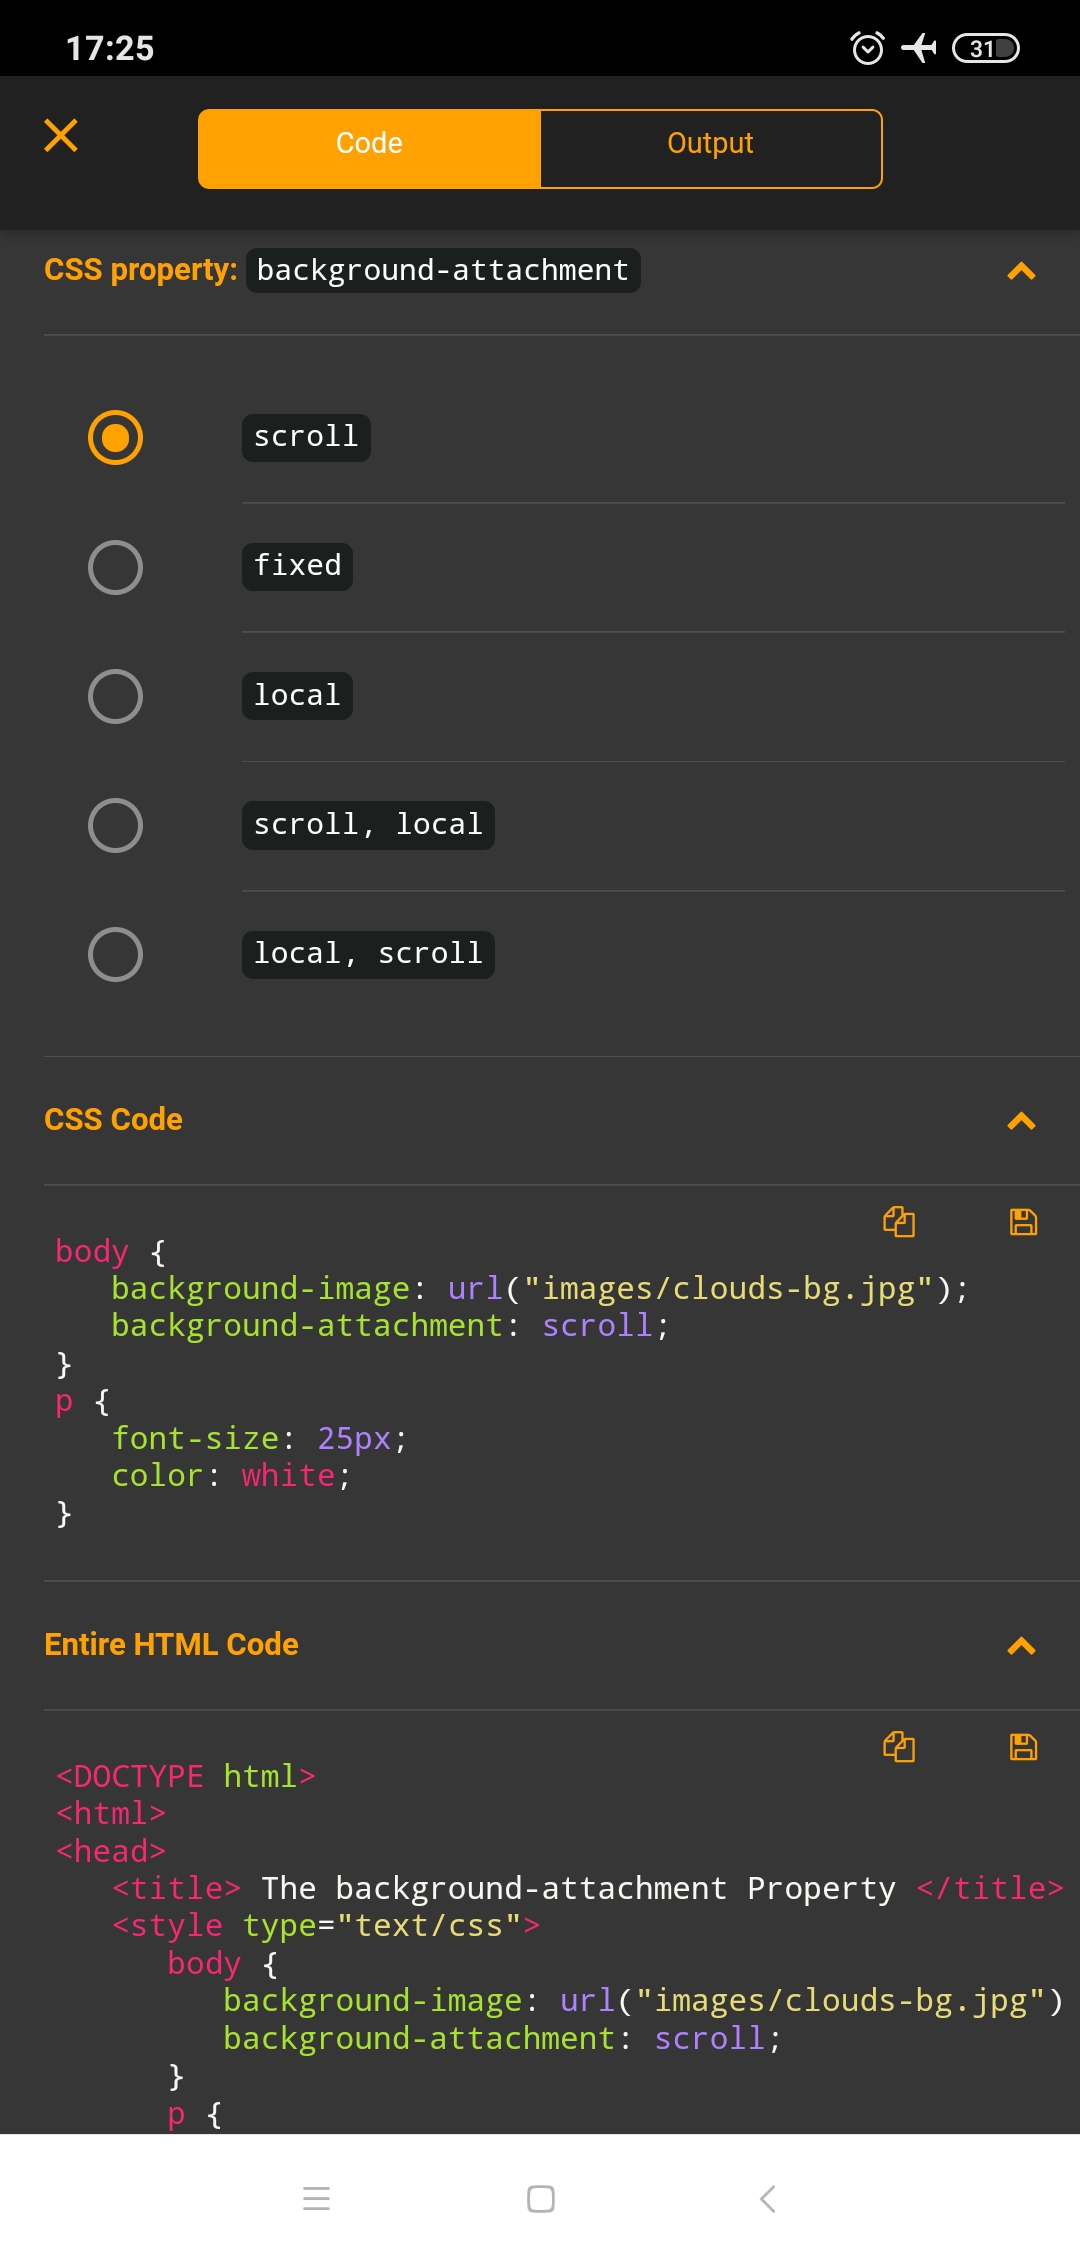 17:25
31
Code
Output
CSS property: background-attachment
scroll
fixed
local
scroll, local
local, scroll
CSS Code
body {
background-image: url("images/clouds-bg.jpg");
background-attachment: scroll;
}
p {
font-size: 25px;
color: white;
}
Entire HTML Code
<DOCTYPE html>
<html>
<head>
<title> The background-attachment Property </title>
<style type="text/css">
body {
background-image: url("images/clouds-bg.jpg")
background-attachment: scroll;
}
p {